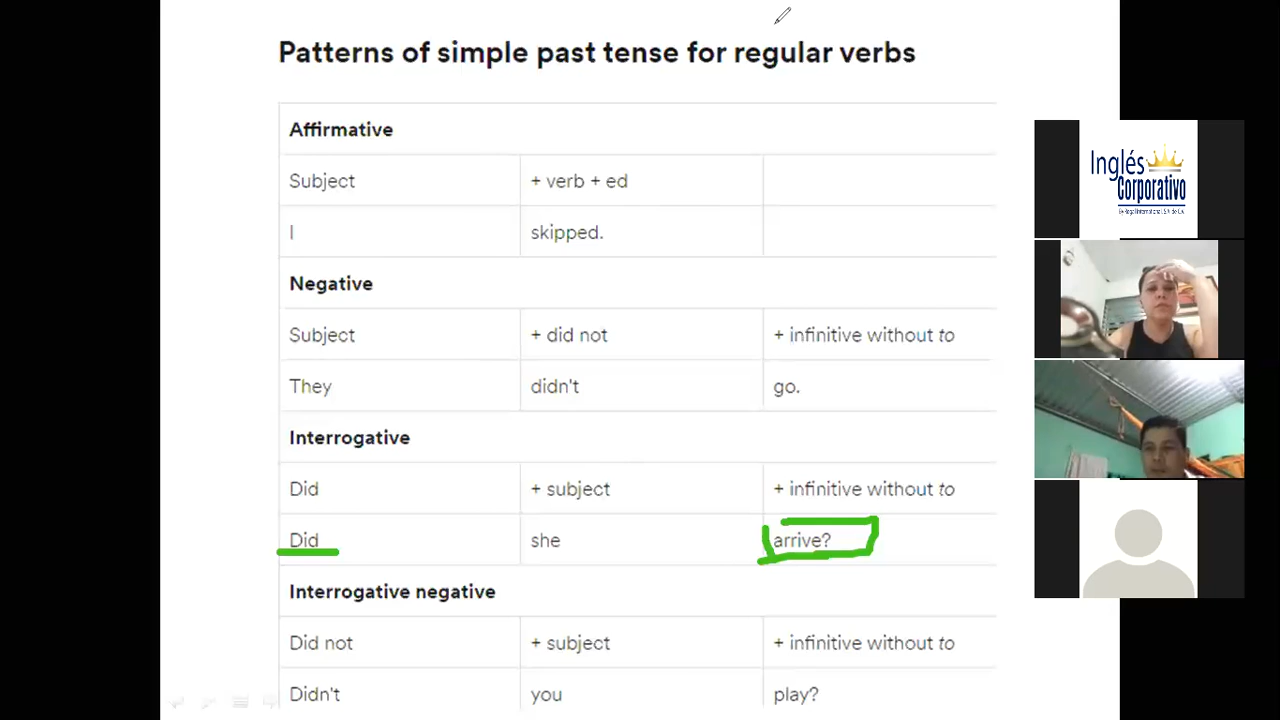 Patterns of simple past tense for regular verbs
Affirmative
Subject + verb + ed
I skipped.
Negative
Subject + did not + infinitive without to
They didn't go.
Interrogative
Did + subject + infinitive without to
Did she arrive?
Interrogative negative
Did not + subject + infinitive without to
Didn't you play?
Inglés
Corporativo